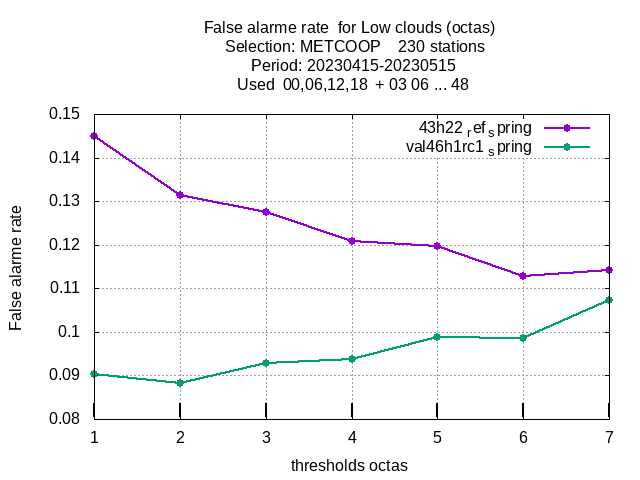 False alarme rate  for Low clouds (octas)
Selection: METCOOP    230 stations
Period: 20230415-20230515
Used  00,06,12,18  + 03 06 ... 48
43h22 ref spring
val46h1rc1 spring
0.15
0.14
0.13
0.12
0.11
0.1
0.09
0.08
False alarme rate
1 2 3 4 5 6 7
thresholds octas